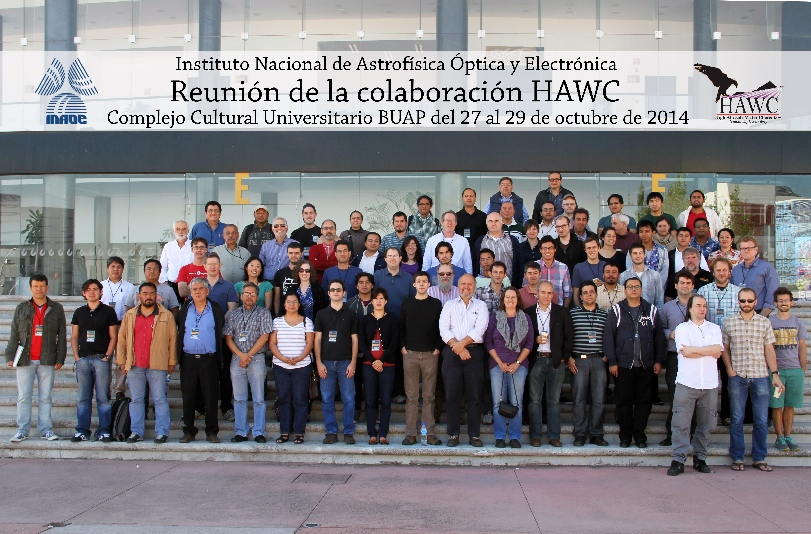 Instituto Nacional de Astrofísica Óptica y Electrónica
Reunión de la colaboración HAWC
Complejo Cultural Universitario BUAP del 27 al 29 de octubre de 2014
INAOE
HAWC
E
E